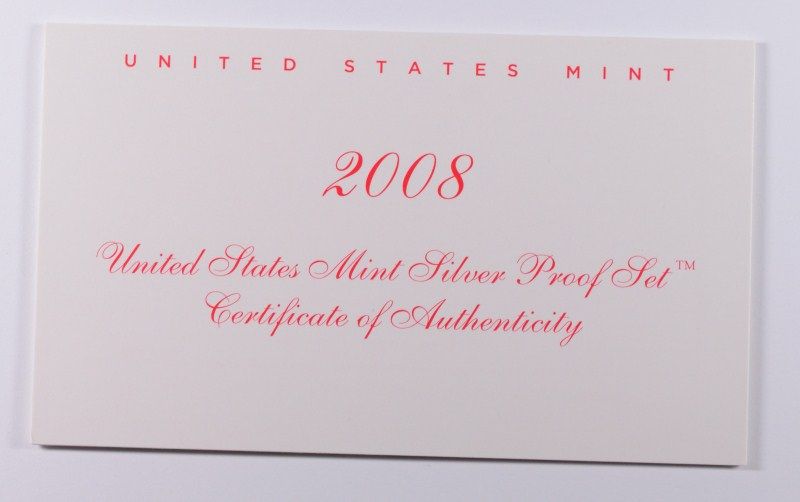 UNITED STATES MINT
2008
United States Mint Silver Proof Set™
Certificate of Authenticity